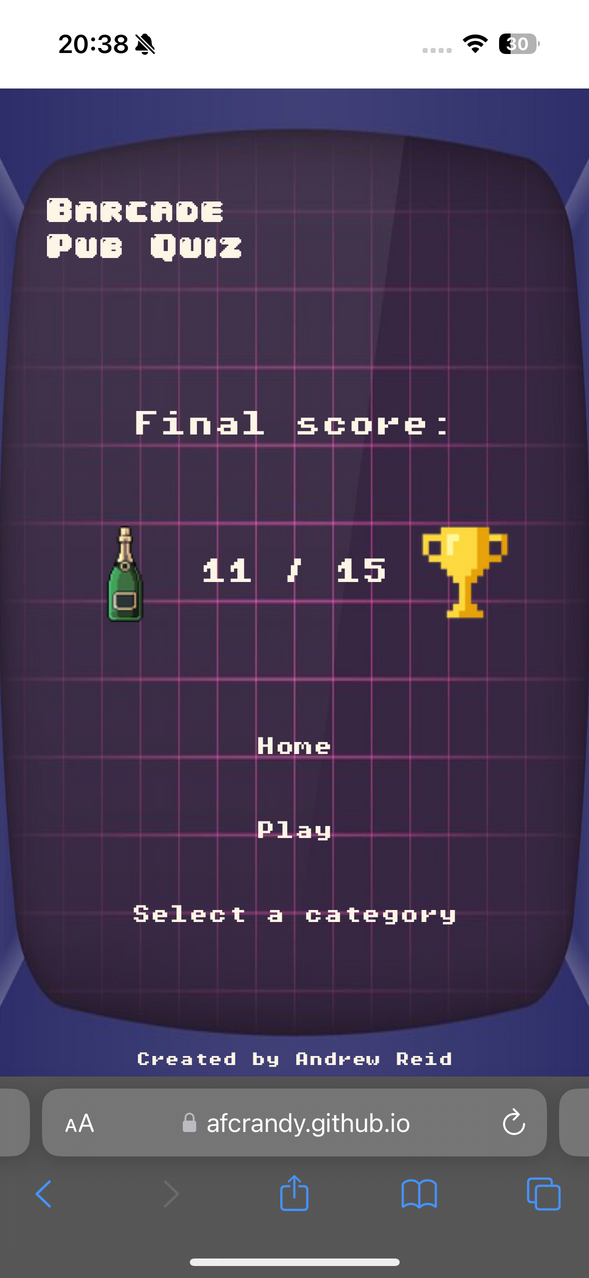 20:38
30
Barcade
Pub Quiz
Final score:
11 / 15
Home
Play
Select a category
Created by Andrew Reid
AA
afcrandy.github.io